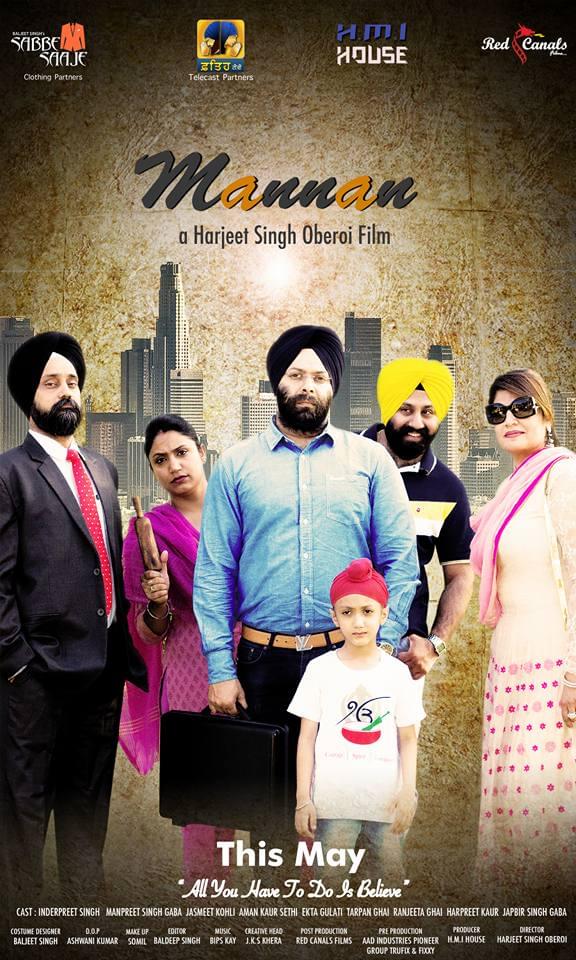 BALJEET SINGH'S
SABBE
SAAJE
Clothing Partners
ਫ਼ਤਿਹ ਟੀਵੀ
Telecast Partners
H.M.I
HOUSE
Red Canals
Films...
Mannan
a Harjeet Singh Oberoi Film
ੴ
This May
"All You Have To Do Is Believe"
CAST : INDERPREET SINGH MANPREET SINGH GABA JASMEET KOHLI AMAN KAUR SETHI EKTA GULATI TARPAN GHAI RANJEETA GHAI HARPREET KAUR JAPBIR SINGH GABA
COSTUME DESIGNER
BALJEET SINGH
D.O.P
ASHWANI KUMAR
MAKE UP
SOMIL
EDITOR
BALDEEP SINGH
MUSIC
BIPS KAY
CREATIVE HEAD
J.K.S KHERA
POST PRODUCTION
RED CANALS FILMS
PRE PRODUCTION
AAD INDUSTRIES PIONEER
GROUP TRUFIX & FIXXY
PRODUCER
H.M.I HOUSE
DIRECTOR
HARJEET SINGH OBEROI